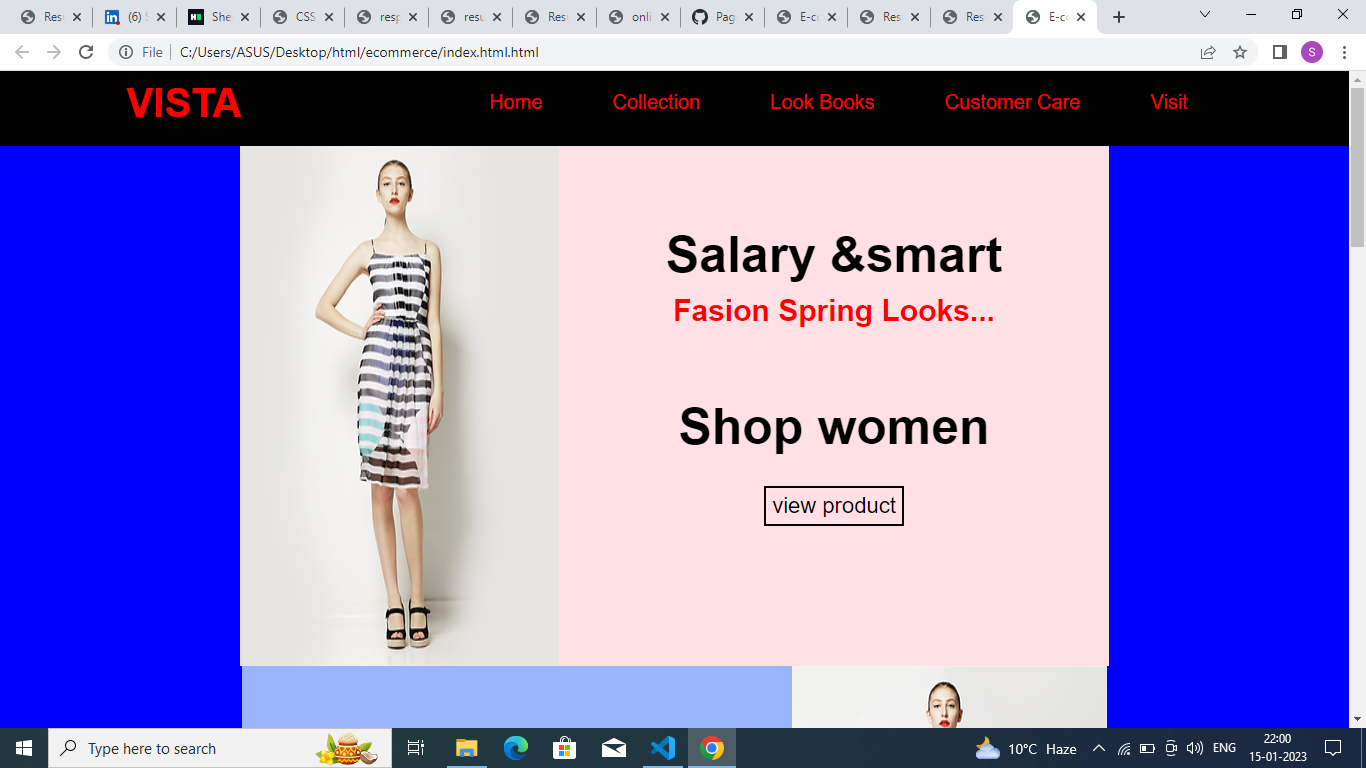 Resu
(6) S
She
CSS
resp
resu
Resu
onli
Pag
E-co
Res
Res
E-co
File
C:/Users/ASUS/Desktop/html/ecommerce/index.html.html
S
VISTA
Home Collection Look Books Customer Care Visit
Salary &smart
Fasion Spring Looks...
Shop women
view product
Type here to search
10°C Haze
ENG
22:00
15-01-2023